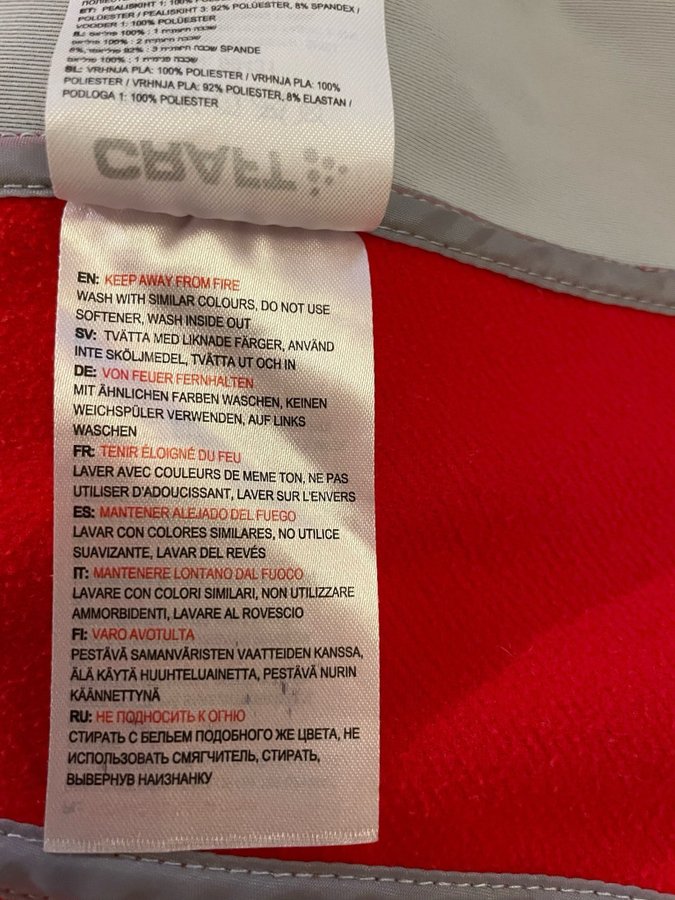 ET: PEALISKIHT 1: 100%
POLÜESTER / PEALISKIHT 3: 92% POLÜESTER, 8% SPANDEX /
VOODER 1: 100% POLÜESTER
SPANDE
SL: VRHNJA PLA: 100% POLIESTER / VRHNJA PLA: 100%
POLIESTER / VRHNJA PLA: 92% POLIESTER, 8% ELASTAN /
PODLOGA 1: 100% POLIESTER
CRAFT
EN: KEEP AWAY FROM FIRE
WASH WITH SIMILAR COLOURS, DO NOT USE
SOFTENER, WASH INSIDE OUT
SV: TVÄTTA MED LIKNADE FÄRGER, ANVÄND
INTE SKÖLJMEDEL, TVÄTTA UT OCH IN
DE: VON FEUER FERNHALTEN
MIT ÄHNLICHEN FARBEN WASCHEN, KEINEN
WEICHSPÜLER VERWENDEN, AUF LINKS
WASCHEN
FR: TENIR ÉLOIGNÉ DU FEU
LAVER AVEC COULEURS DE MEME TON, NE PAS
UTILISER D'ADOUCISSANT, LAVER SUR L'ENVERS
ES: MANTENER ALEJADO DEL FUEGO
LAVAR CON COLORES SIMILARES, NO UTILICE
SUAVIZANTE, LAVAR DEL REVÉS
IT: MANTENERE LONTANO DAL FUOCO
LAVARE CON COLORI SIMILARI, NON UTILIZZARE
AMMORBIDENTI, LAVARE AL ROVESCIO
FI: VARO AVOTULTA
PESTÄVÄ SAMANVÄRISTEN VAATTEIDEN KANSSA,
ÄLÄ KÄYTÄ HUUHTELUAINETTA, PESTÄVÄ NURIN
KÄÄNNETTYNÄ
RU: НЕ ПОДНОСИТЬ К ОГНЮ
СТИРАТЬ С БЕЛЬЕМ ПОДОБНОГО ЖЕ ЦВЕТА, НЕ
ИСПОЛЬЗОВАТЬ СМЯГЧИТЕЛЬ, СТИРАТЬ,
ВЫВЕРНУВ НАИЗНАНКУ